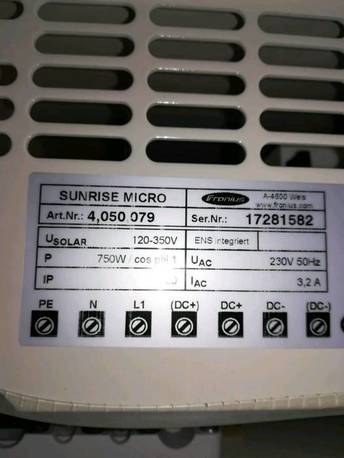 SUNRISE MICRO Fronius A-4600 Wels www.fronius.com
Art.Nr.: 4,050,079 Ser.Nr.: 17281582
USOLAR 120-350V ENS integriert
P 750W / cos phi 1 UAC 230V 50Hz
IP IAC 3,2 A
PE N L1 (DC+) DC+ DC- (DC-)